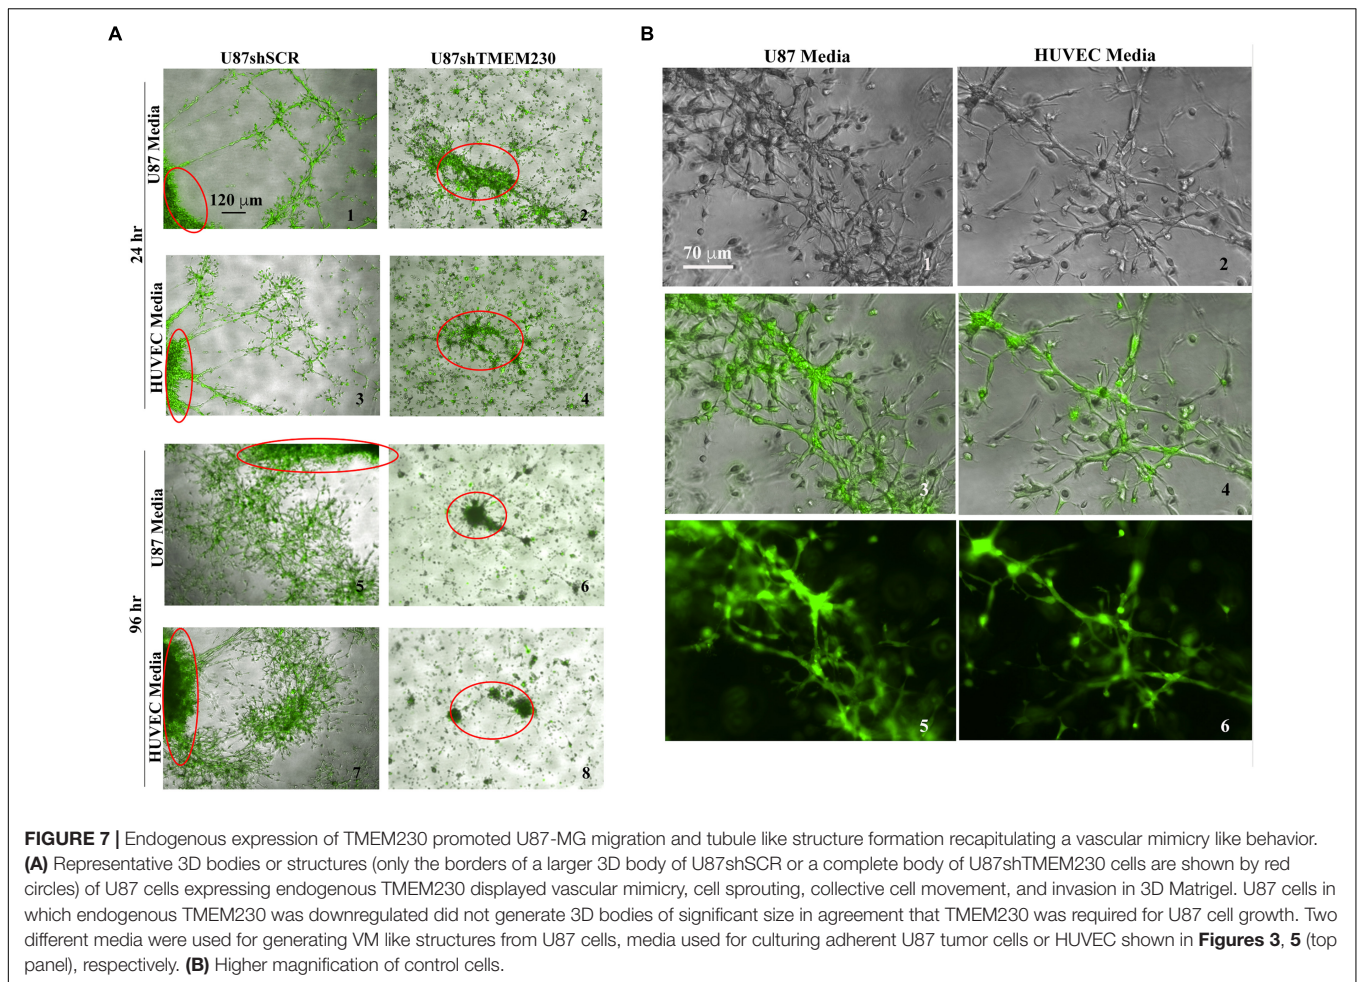 A
B
U87shSCR
U87shTMEM230
U87 Media
HUVEC Media
24 hr
U87 Media
120 μm
1
2
HUVEC Media
3
4
96 hr
U87 Media
5
6
HUVEC Media
7
8
70 μm
1
2
3
4
5
6
FIGURE 7 | Endogenous expression of TMEM230 promoted U87-MG migration and tubule like structure formation recapitulating a vascular mimicry like behavior.
(A) Representative 3D bodies or structures (only the borders of a larger 3D body of U87shSCR or a complete body of U87shTMEM230 cells are shown by red
circles) of U87 cells expressing endogenous TMEM230 displayed vascular mimicry, cell sprouting, collective cell movement, and invasion in 3D Matrigel. U87 cells in
which endogenous TMEM230 was downregulated did not generate 3D bodies of significant size in agreement that TMEM230 was required for U87 cell growth. Two
different media were used for generating VM like structures from U87 cells, media used for culturing adherent U87 tumor cells or HUVEC shown in Figures 3, 5 (top
panel), respectively. (B) Higher magnification of control cells.